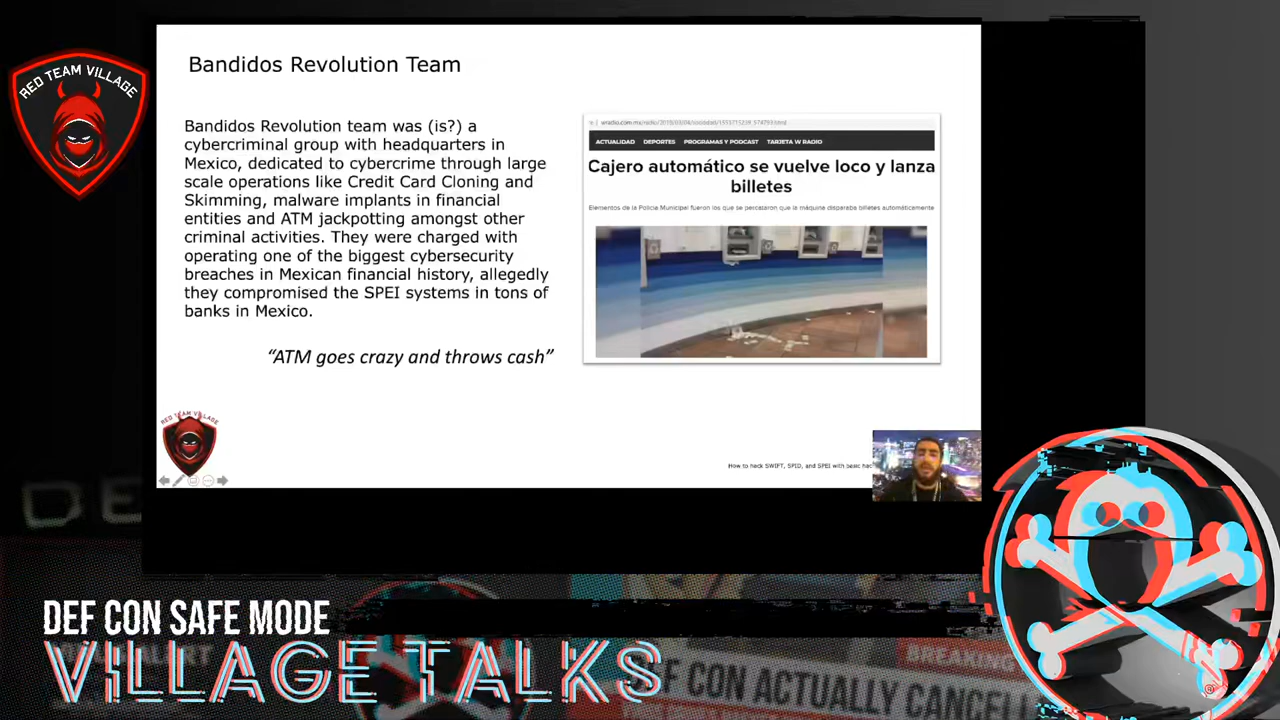 RED TEAM VILLAGE
Bandidos Revolution Team
Bandidos Revolution team was (is?) a
cybercriminal group with headquarters in
Mexico, dedicated to cybercrime through large
scale operations like Credit Card Cloning and
Skimming, malware implants in financial
entities and ATM jackpotting amongst other
criminal activities. They were charged with
operating one of the biggest cybersecurity
breaches in Mexican financial history, allegedly
they compromised the SPEI systems in tons of
banks in Mexico.
“ATM goes crazy and throws cash”
ACTUALIDAD DEPORTES PROGRAMAS Y PODCAST TARJETA W RADIO
Cajero automático se vuelve loco y lanza
billetes
Elementos de la Policía Municipal fueron los que se percataron que la máquina disparaba billetes automáticamente
RED TEAM VILLAGE
How to hack SWIFT, SPID, and SPEI with basic
DEF CON SAFE MODE
VILLAGE TALKS
BREAKING
DEF CON ACTUALLY CANCEL